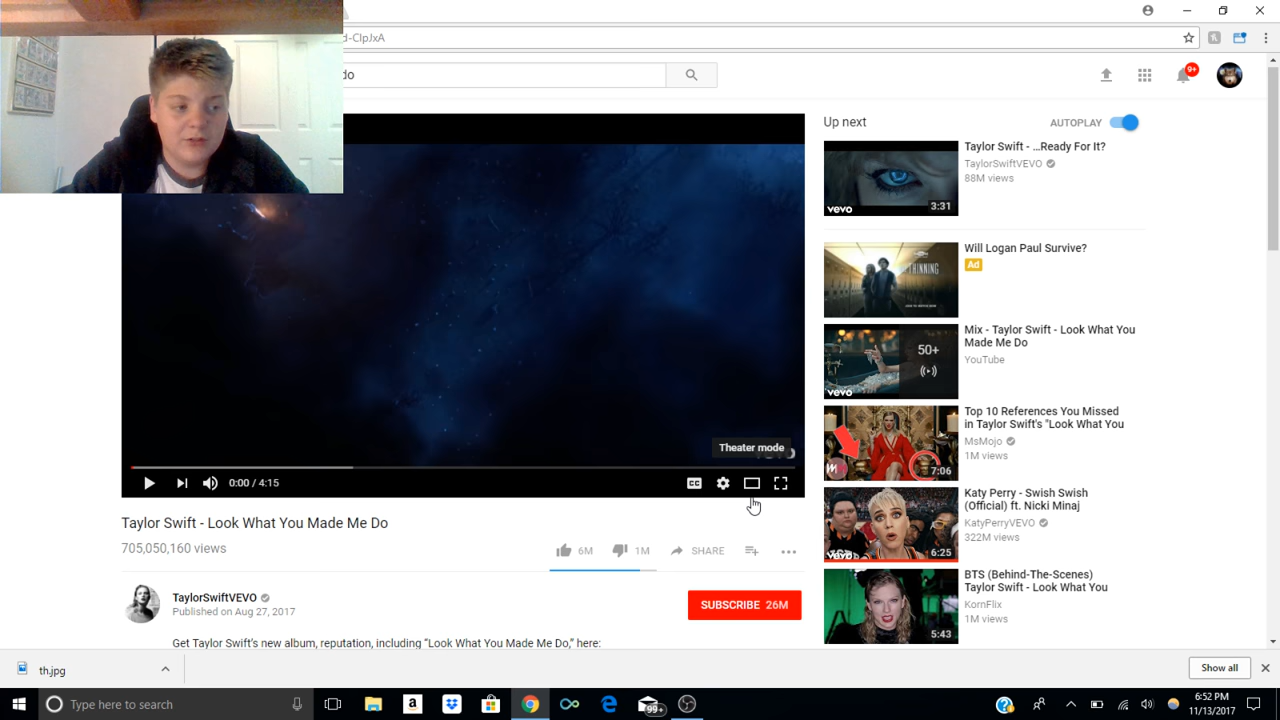 d-ClpJxA
do
9+
Up next
AUTOPLAY
Taylor Swift - ...Ready For It?
TaylorSwiftVEVO
88M views
vevo
3:31
Will Logan Paul Survive?
Ad
THINNING
Mix - Taylor Swift - Look What You
Made Me Do
YouTube
50+
vevo
Top 10 References You Missed
in Taylor Swift's "Look What You
MsMojo
1M views
7:06
Theater mode
0:00 / 4:15
Katy Perry - Swish Swish
(Official) ft. Nicki Minaj
KatyPerryVEVO
322M views
vevo
6:25
Taylor Swift - Look What You Made Me Do
705,050,160 views
6M
1M
SHARE
BTS (Behind-The-Scenes)
Taylor Swift - Look What You
KornFlix
1M views
5:43
TaylorSwiftVEVO
Published on Aug 27, 2017
SUBSCRIBE 26M
Get Taylor Swift's new album, reputation, including “Look What You Made Me Do,” here:
th.jpg
Show all
Type here to search
99+
6:52 PM
11/13/2017